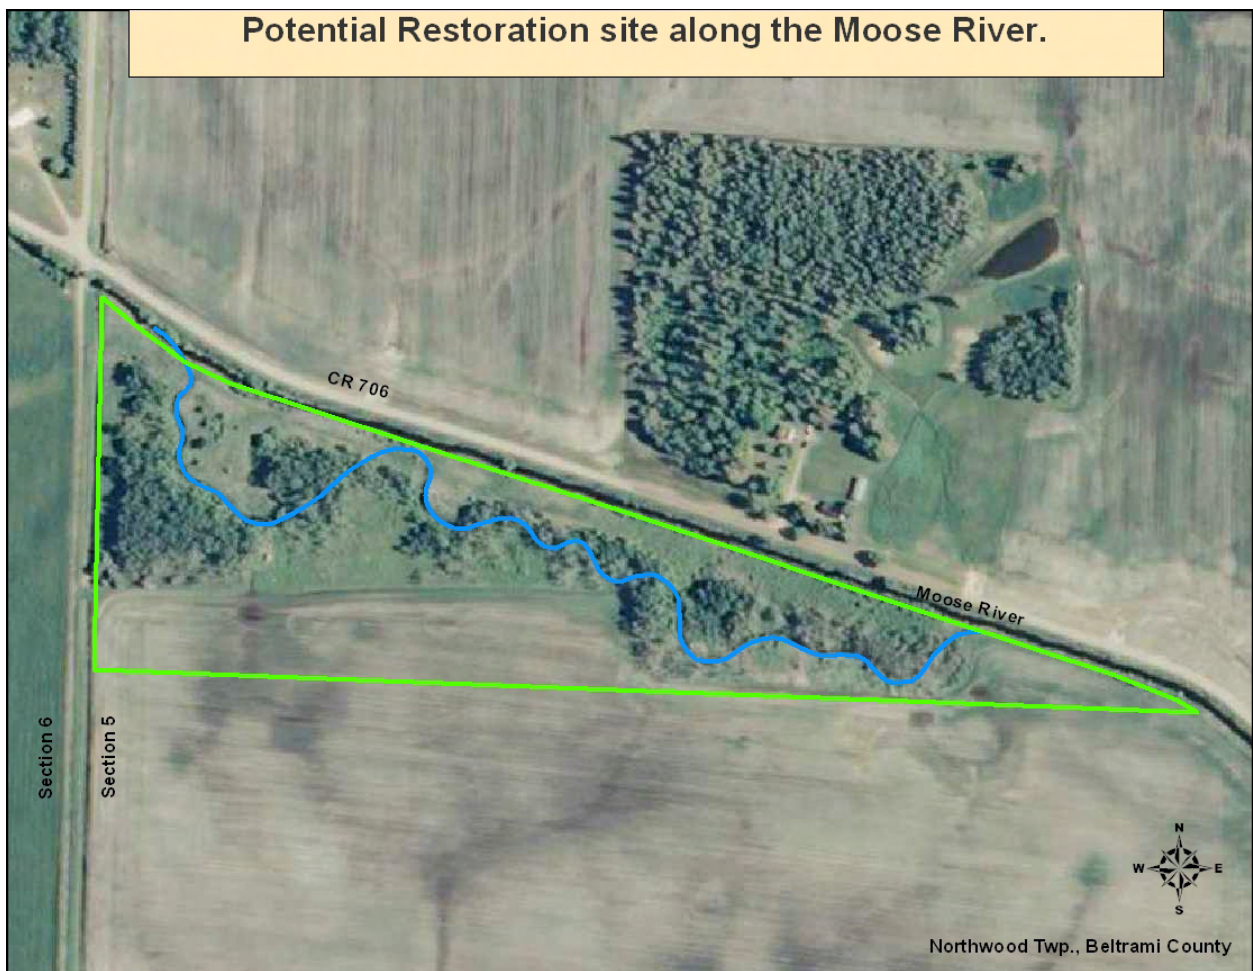 Potential Restoration site along the Moose River.
CR 706
Moose River
Section 6
Section 5
N
W E
S
Northwood Twp., Beltrami County